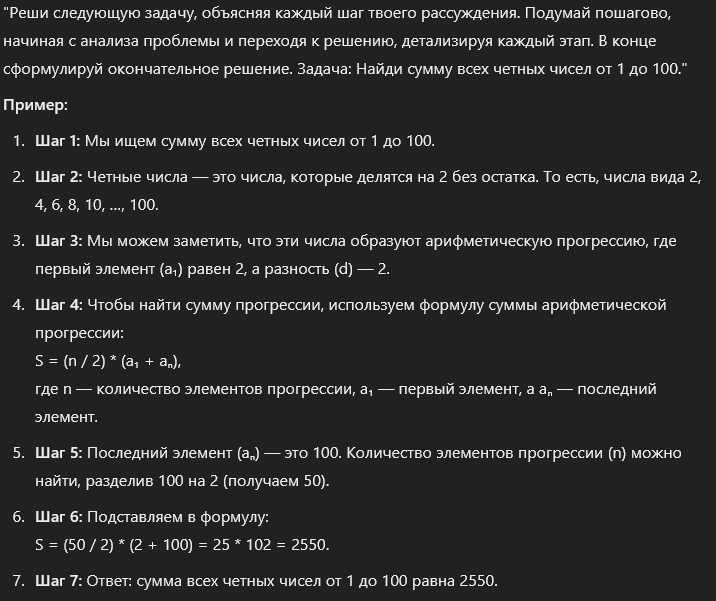 "Реши следующую задачу, объясняя каждый шаг твоего рассуждения. Подумай пошагово,
начиная с анализа проблемы и переходя к решению, детализируя каждый этап. В конце
сформулируй окончательное решение. Задача: Найди сумму всех четных чисел от 1 до 100."
Пример:
1. Шаг 1: Мы ищем сумму всех четных чисел от 1 до 100.
2. Шаг 2: Четные числа — это числа, которые делятся на 2 без остатка. То есть, числа вида 2,
4, 6, 8, 10, ..., 100.
3. Шаг 3: Мы можем заметить, что эти числа образуют арифметическую прогрессию, где
первый элемент (a₁) равен 2, а разность (d) — 2.
4. Шаг 4: Чтобы найти сумму прогрессии, используем формулу суммы арифметической
прогрессии:
S = (n / 2) * (a₁ + aₙ),
где n — количество элементов прогрессии, a₁ — первый элемент, а aₙ — последний
элемент.
5. Шаг 5: Последний элемент (aₙ) — это 100. Количество элементов прогрессии (n) можно
найти, разделив 100 на 2 (получаем 50).
6. Шаг 6: Подставляем в формулу:
S = (50 / 2) * (2 + 100) = 25 * 102 = 2550.
7. Шаг 7: Ответ: сумма всех четных чисел от 1 до 100 равна 2550.